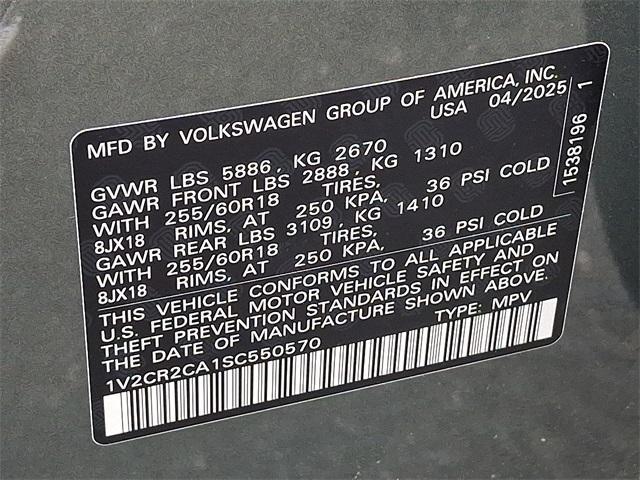 MFD BY VOLKSWAGEN GROUP OF AMERICA, INC.
USA 04/2025
GVWR LBS 5886, KG 2670
GAWR FRONT LBS 2888, KG 1310
WITH 255/60R18 TIRES,
8JX18 RIMS, AT 250 KPA, 36 PSI COLD
GAWR REAR LBS 3109, KG 1410
WITH 255/60R18 TIRES,
8JX18 RIMS, AT 250 KPA, 36 PSI COLD
THIS VEHICLE CONFORMS TO ALL APPLICABLE
U.S. FEDERAL MOTOR VEHICLE SAFETY AND
THEFT PREVENTION STANDARDS IN EFFECT ON
THE DATE OF MANUFACTURE SHOWN ABOVE.
1V2CR2CA1SC550570 TYPE: MPV
1538196 1